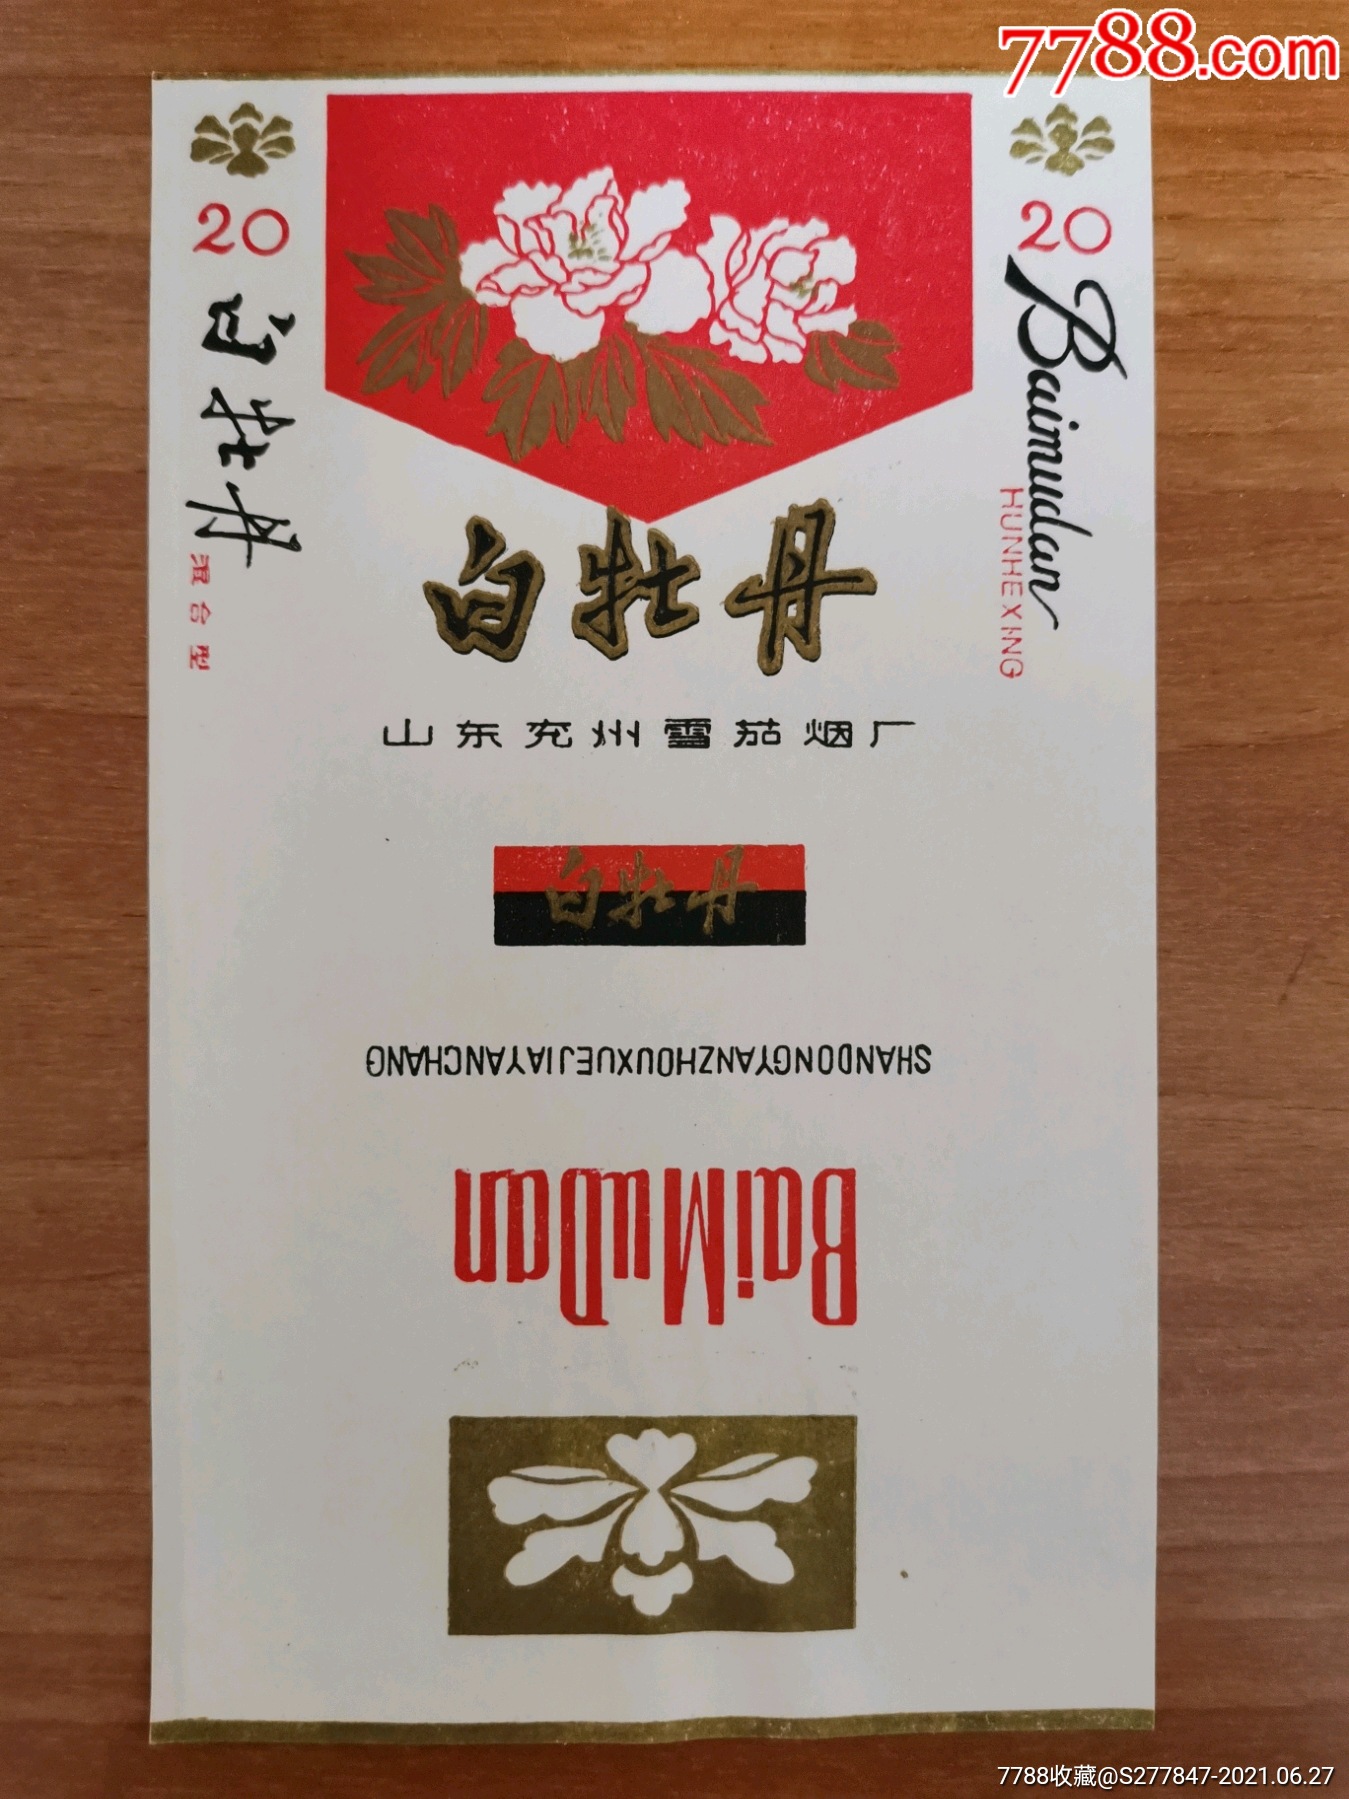 7788.com
20
白牡丹
混合型
20
Baimudan
HUNHEXING
白牡丹
山东兖州雪茄烟厂
白牡丹
SHANDONGYANZHOUXUEJIAYANCHANG
BaiMuDan
7788收藏@S277847-2021.06.27